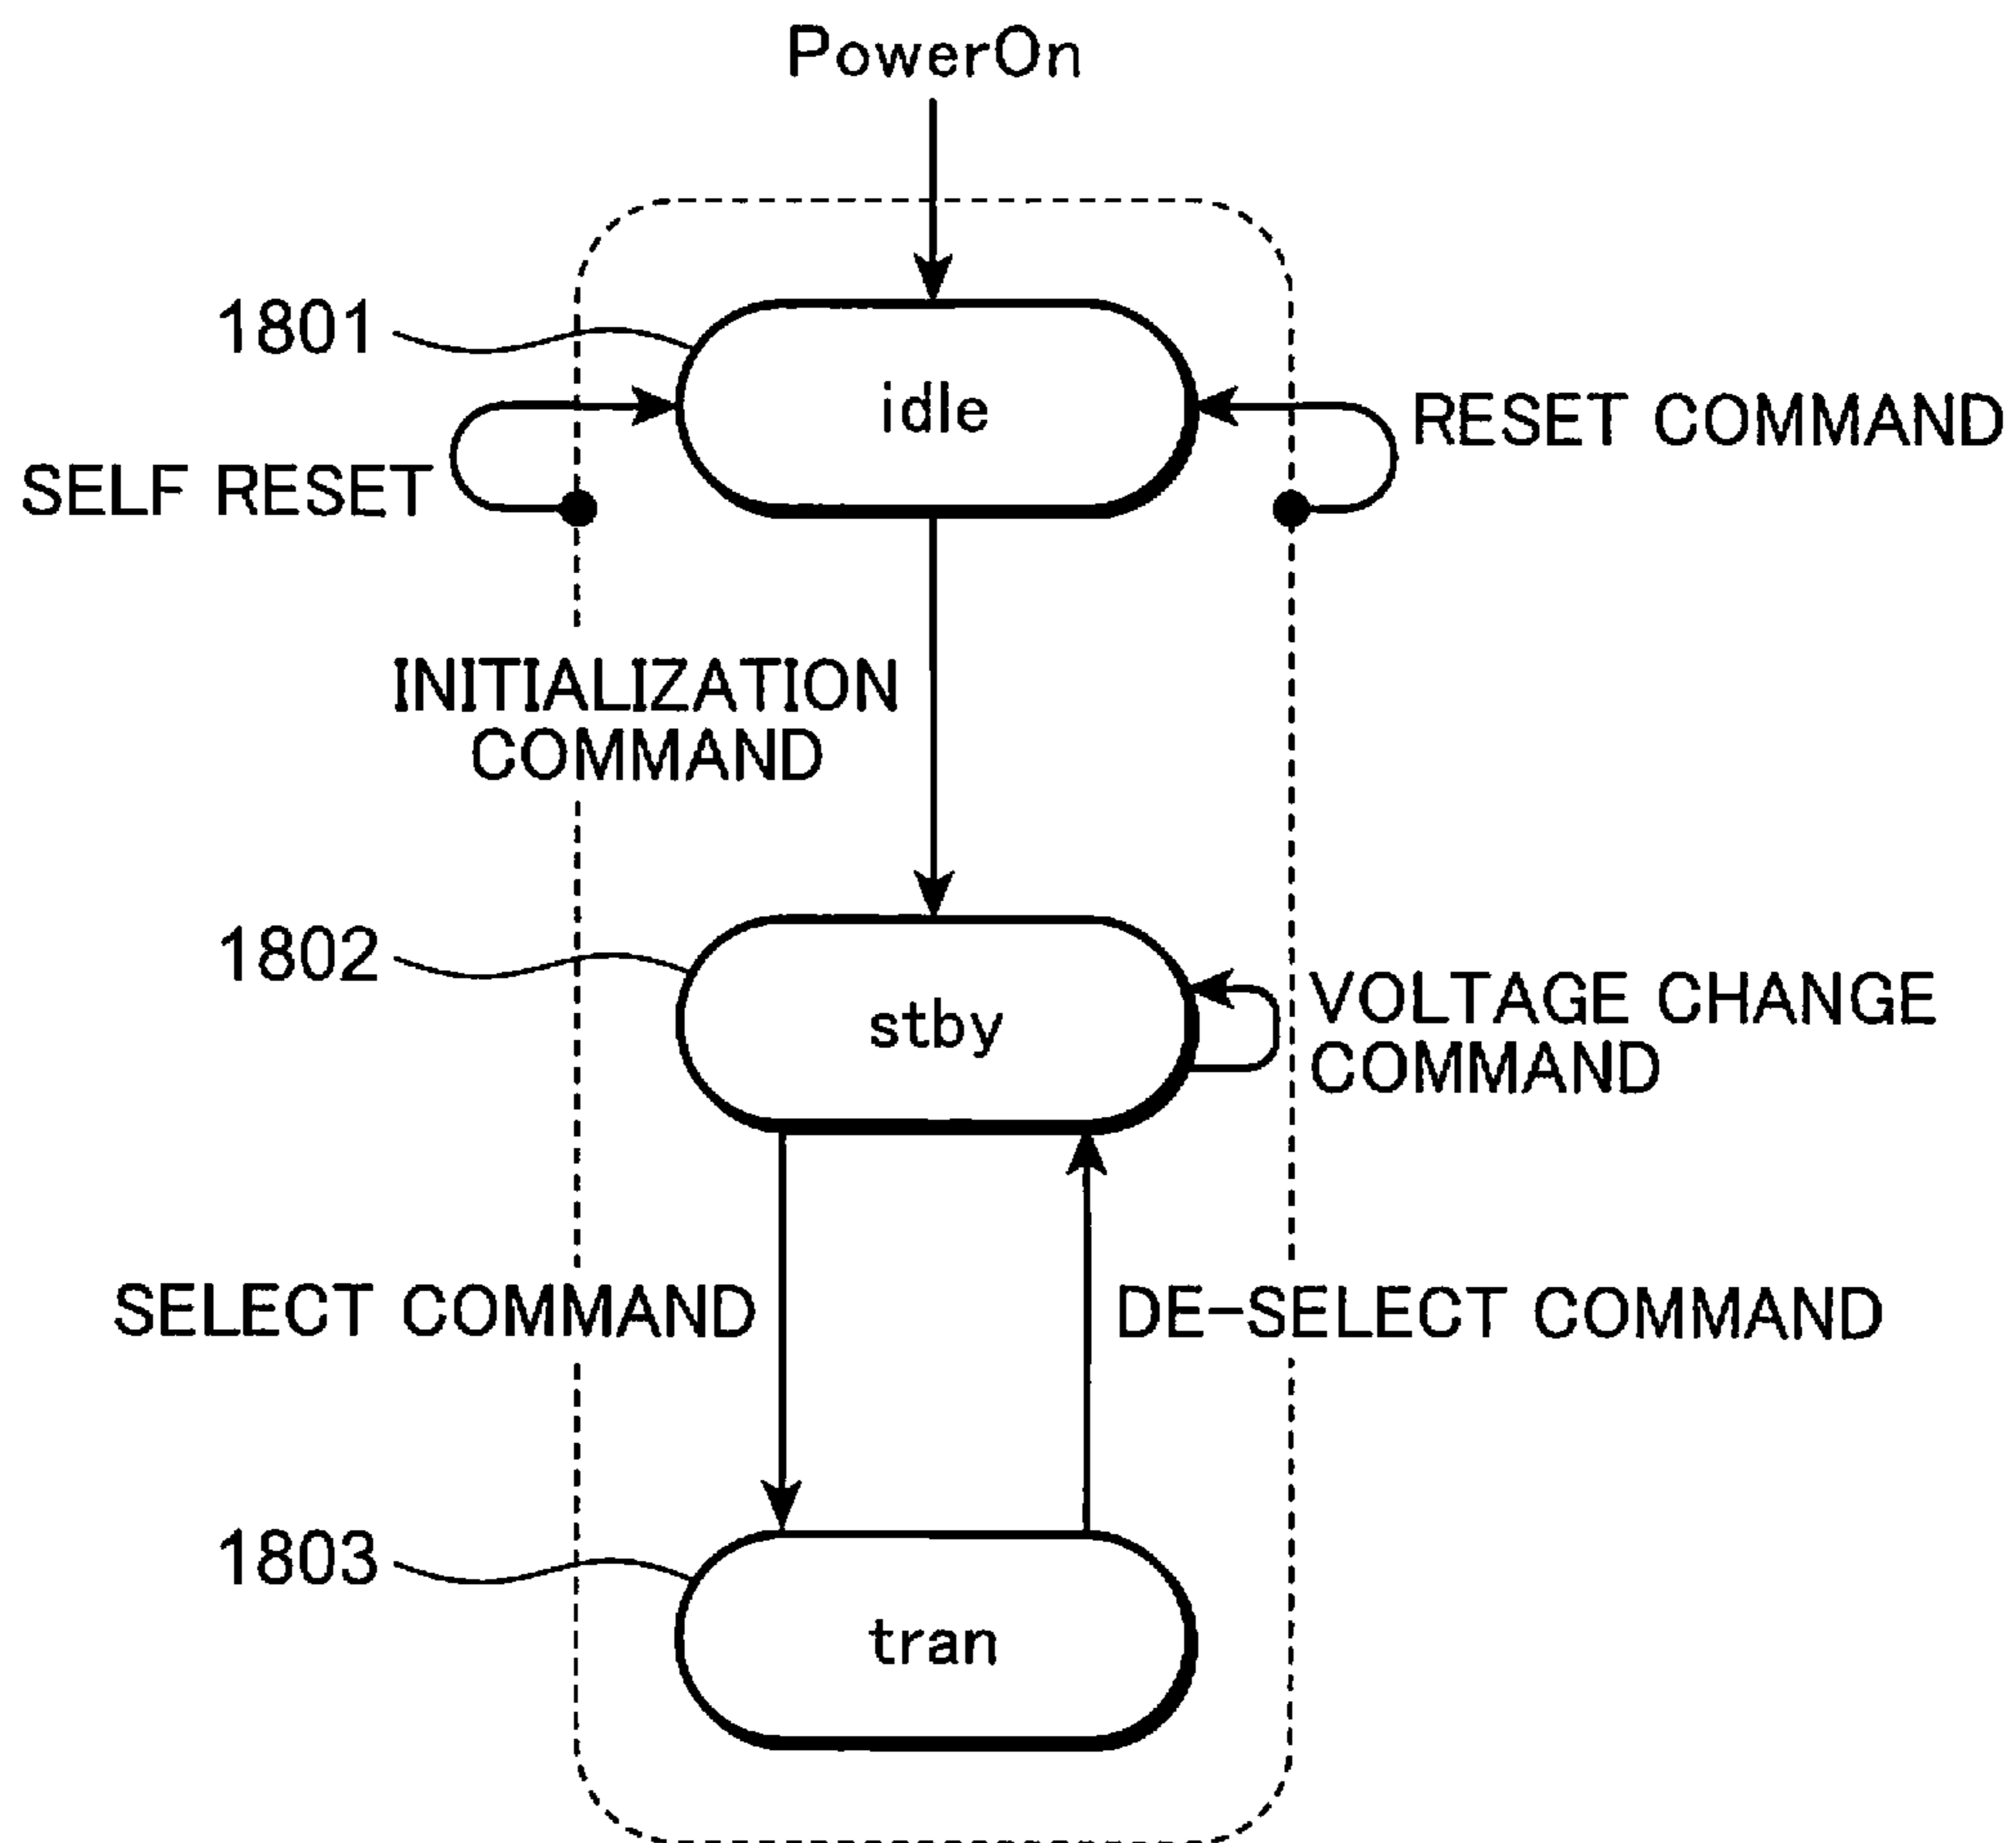 PowerOn
1801
idle
RESET COMMAND
SELF RESET
INITIALIZATION
COMMAND
1802
stby
VOLTAGE CHANGE
COMMAND
SELECT COMMAND
DE-SELECT COMMAND
1803
tran